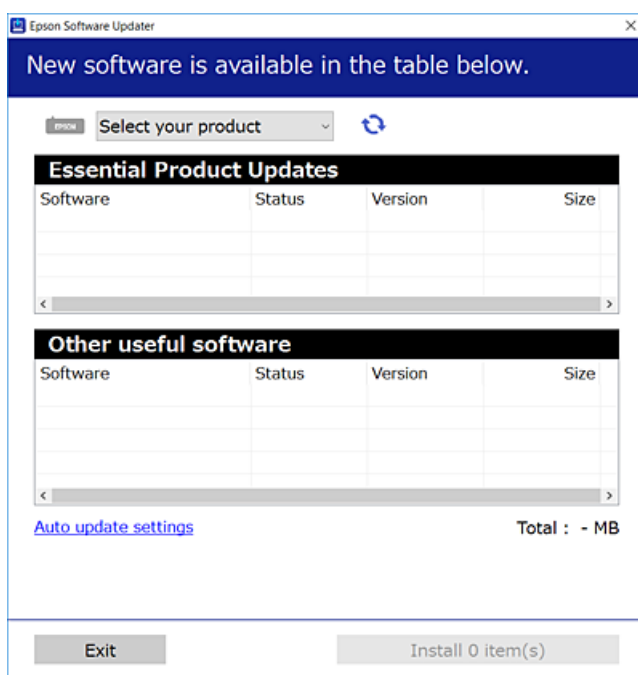 Epson Software Updater
New software is available in the table below.
EPSON Select your product
Essential Product Updates
Software Status Version Size
Other useful software
Software Status Version Size
Auto update settings Total : - MB
Exit Install 0 item(s)